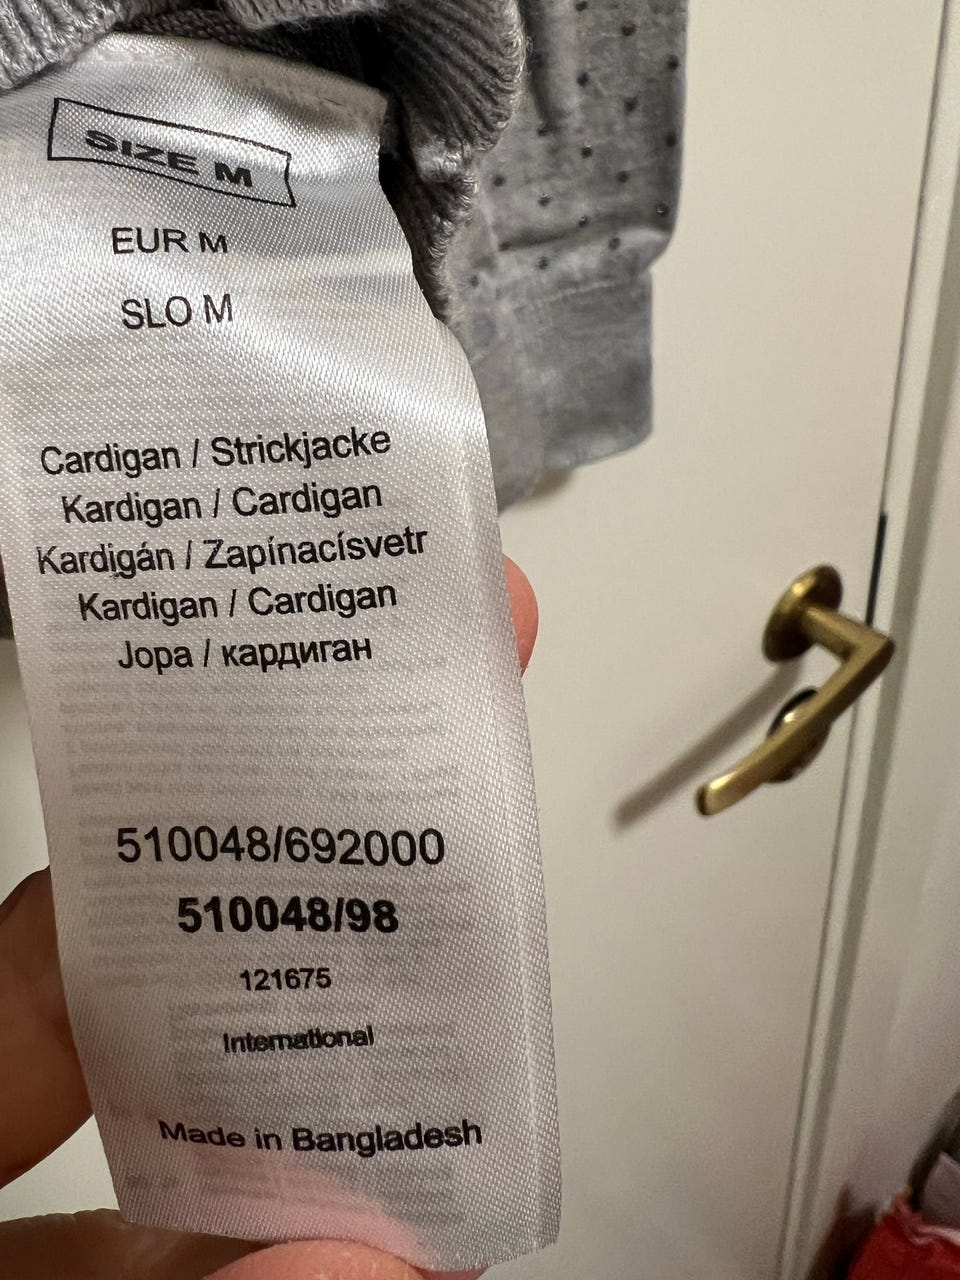 SIZE M
EUR M
SLO M
Cardigan / Strickjacke
Kardigan / Cardigan
Kardigán / Zapínacísvetr
Kardigan / Cardigan
Jopa / кардиган
510048/692000
510048/98
121675
International
Made in Bangladesh